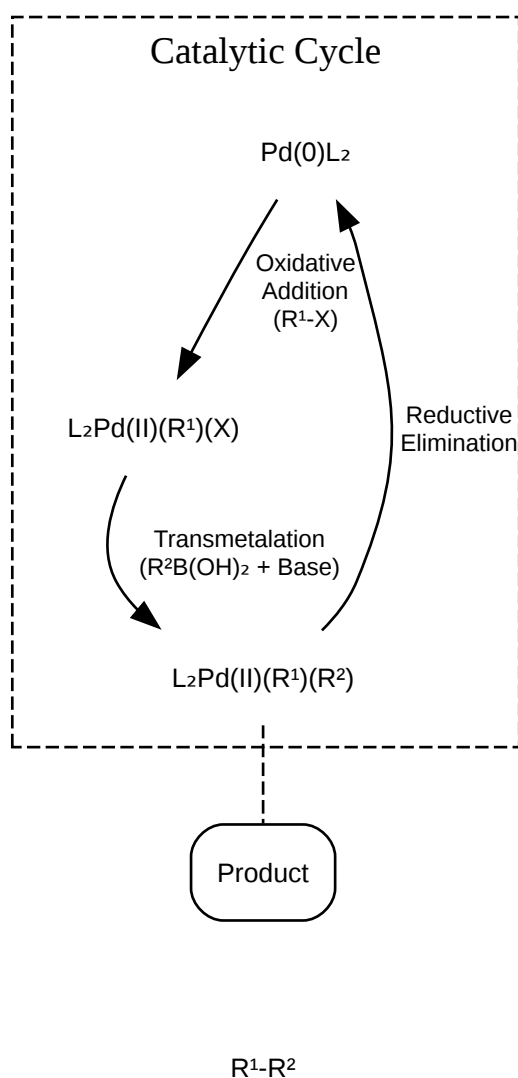 Catalytic Cycle
Pd(0)L₂
Oxidative
Addition
(R¹-X)
L₂Pd(II)(R¹)(X)
Reductive
Elimination
Transmetalation
(R²B(OH)₂ + Base)
L₂Pd(II)(R¹)(R²)
Product
R¹-R²